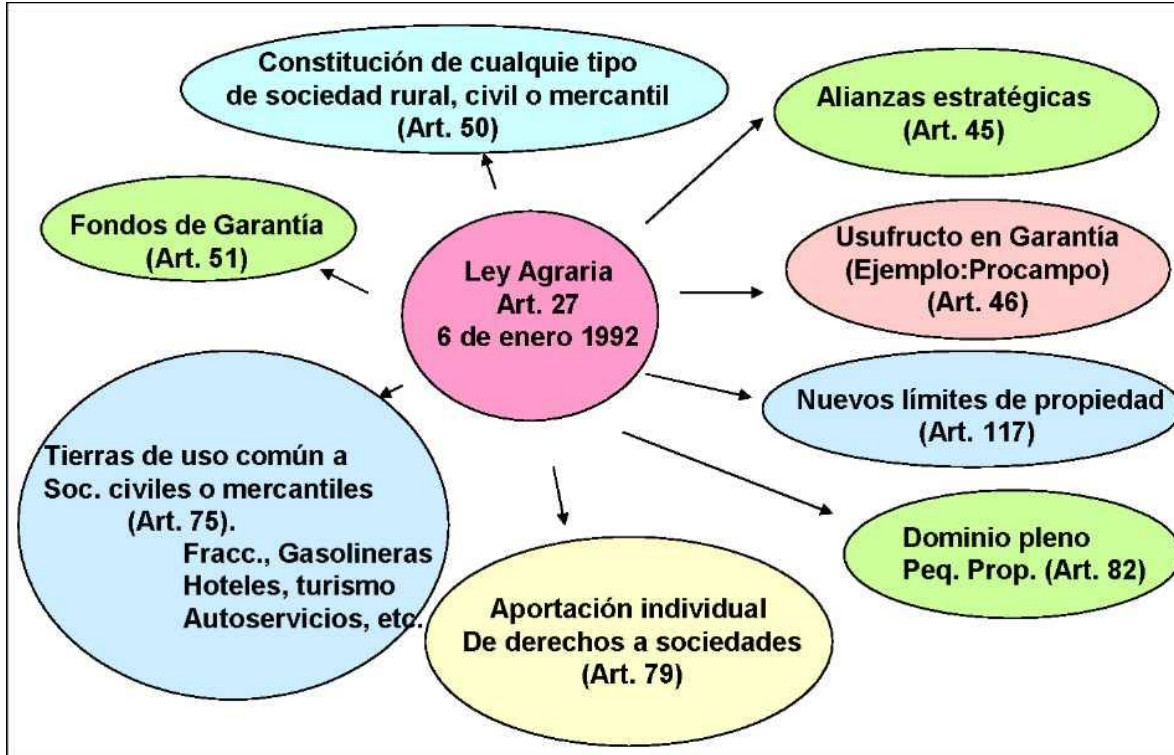 Constitución de cualquie tipo
de sociedad rural, civil o mercantil
(Art. 50)
Alianzas estratégicas
(Art. 45)
Fondos de Garantía
(Art. 51)
Usufructo en Garantía
(Ejemplo:Procampo)
(Art. 46)
Ley Agraria
Art. 27
6 de enero 1992
Nuevos límites de propiedad
(Art. 117)
Tierras de uso común a
Soc. civiles o mercantiles
(Art. 75).
Fracc., Gasolineras
Hoteles, turismo
Autoservicios, etc.
Dominio pleno
Peq. Prop. (Art. 82)
Aportación individual
De derechos a sociedades
(Art. 79)